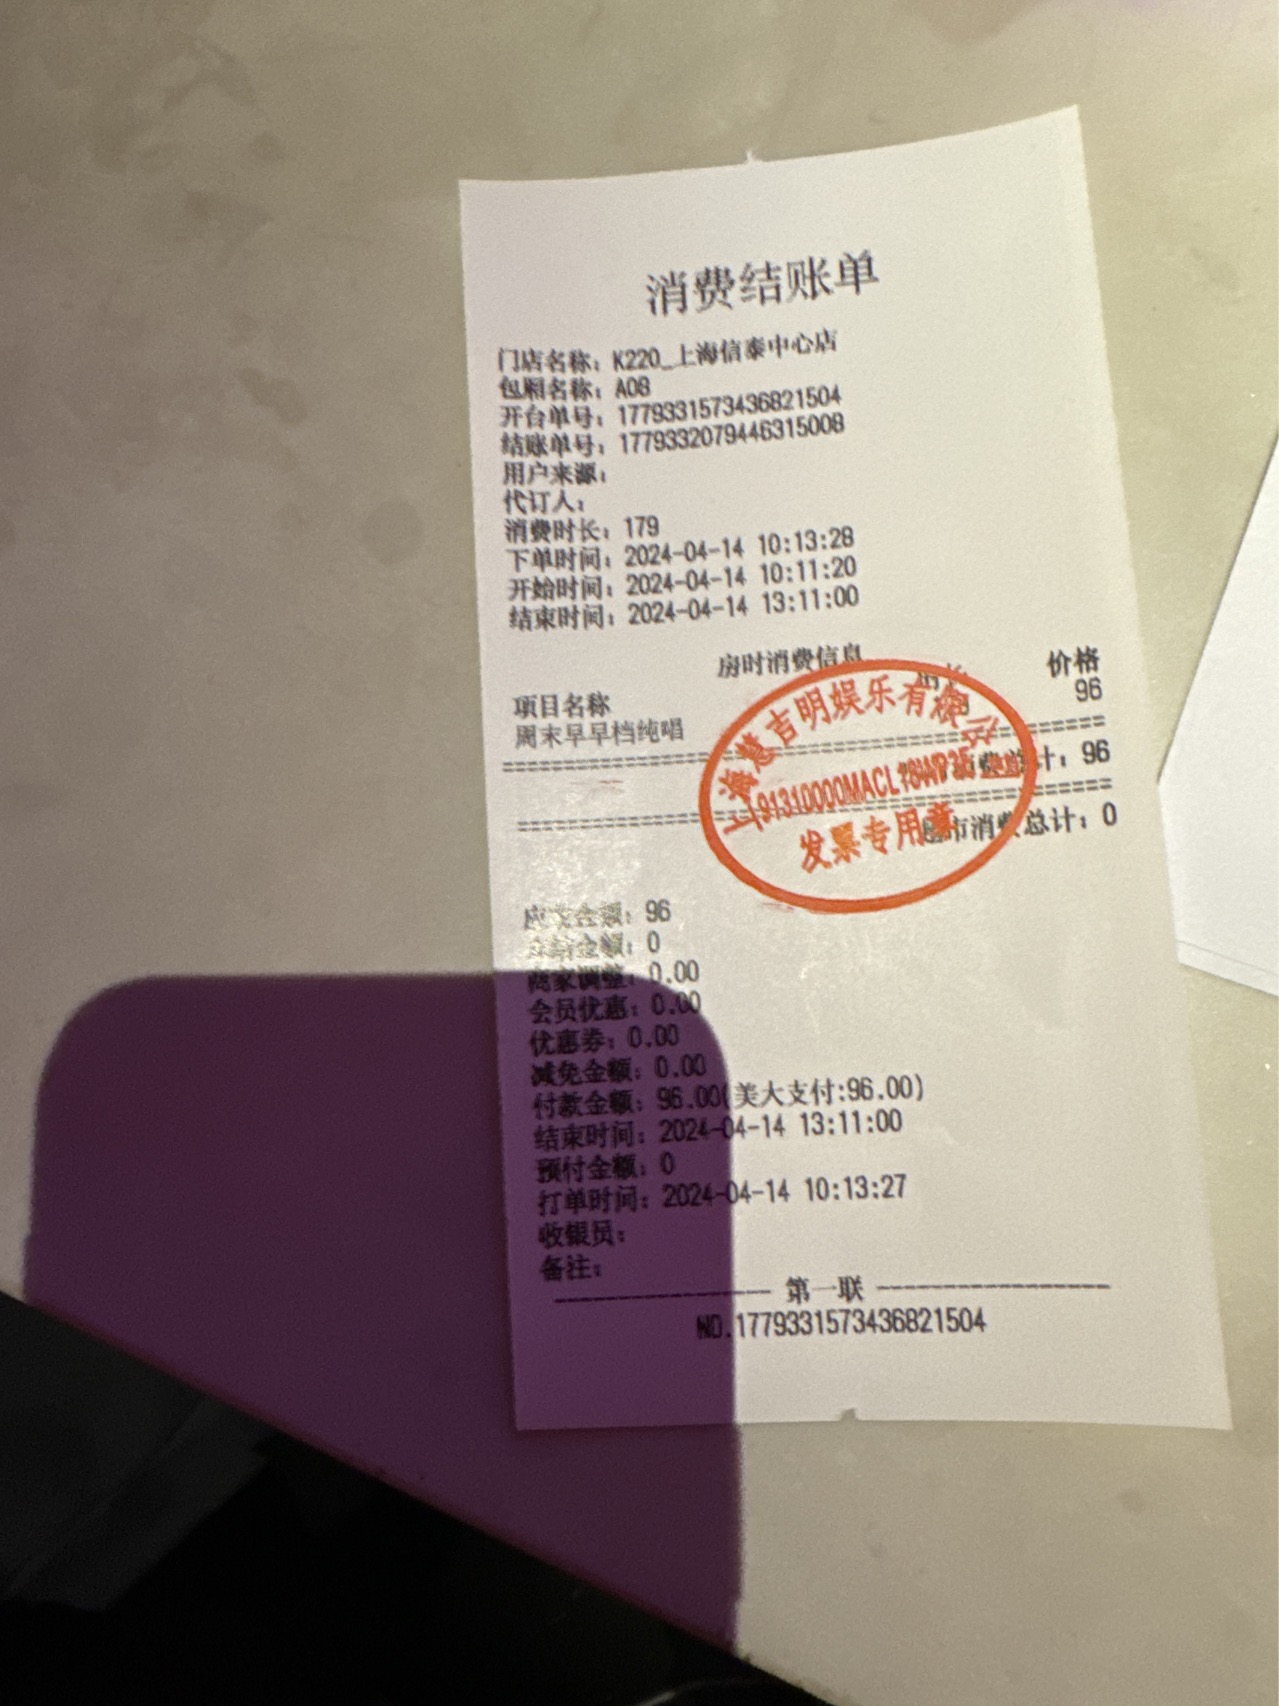 消费结账单
门店名称：K220_上海信泰中心店
包厢名称：A08
开台单号：1779331573436821504
结账单号：1779332079446315008
用户来源：
代订人：
消费时长：179
下单时间：2024-04-14 10:13:28
开始时间：2024-04-14 10:11:20
结束时间：2024-04-14 13:11:00
房时消费信息
项目名称 价格
周末早早档纯唱 96
总计：96
超市消费总计：0
上海慧吉明娱乐有限公
发票专用章
应收金额：96
金额：0
商家调整：0.00
会员优惠：0.00
优惠券：0.00
减免金额：0.00
付款金额：96.00(美大支付:96.00)
结束时间：2024-04-14 13:11:00
预付金额：0
打单时间：2024-04-14 10:13:27
收银员：
备注：
第一联
NO.1779331573436821504